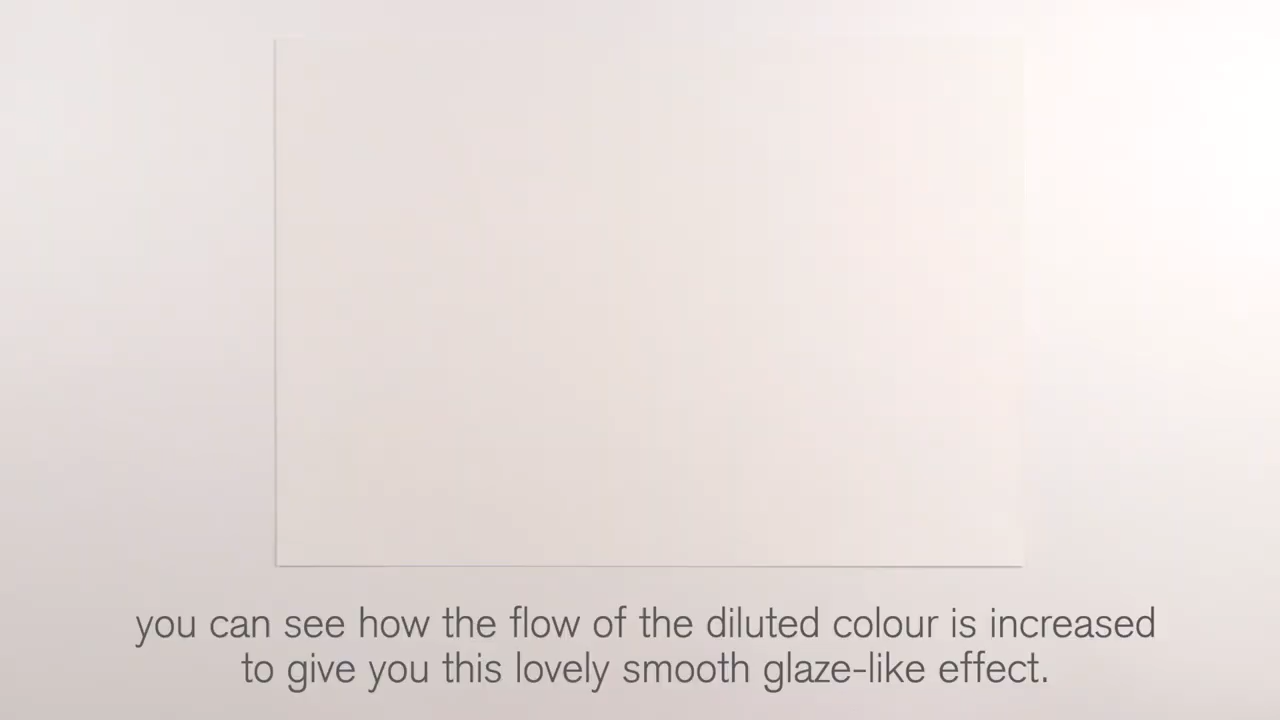 you can see how the flow of the diluted colour is increased
to give you this lovely smooth glaze-like effect.